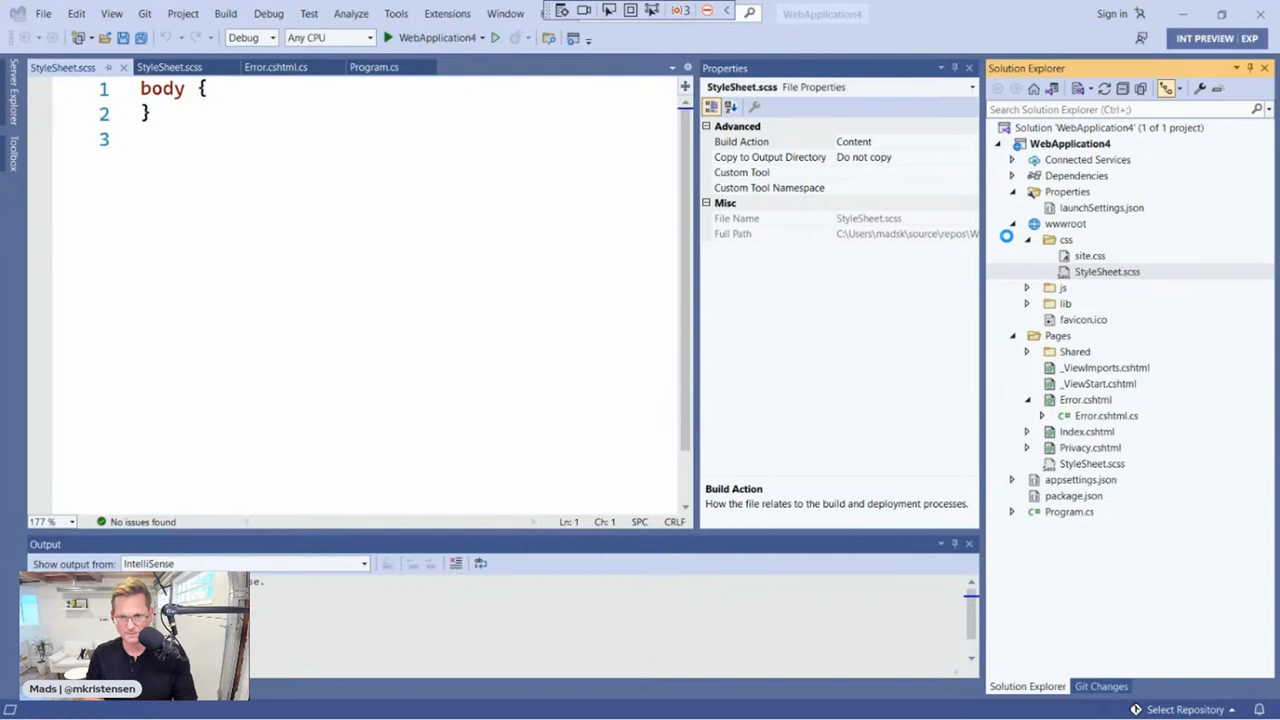 File Edit View Git Project Build Debug Test Analyze Tools Extensions Window 3 WebApplication4 Sign in
Debug Any CPU WebApplication4 INT PREVIEW | EXP
Server Explorer
Toolbox
StyleSheet.scss StyleSheet.scss Error.cshtml.cs Program.cs
1 body {
2 }
3
177 % No issues found Ln: 1 Ch: 1 SPC CRLF
Properties
StyleSheet.scss File Properties
Advanced
Build Action Content
Copy to Output Directory Do not copy
Custom Tool
Custom Tool Namespace
Misc
File Name StyleSheet.scss
Full Path C:\Users\madsk\source\repos\W
Build Action
How the file relates to the build and deployment processes.
Solution Explorer
Search Solution Explorer (Ctrl+;)
Solution 'WebApplication4' (1 of 1 project)
WebApplication4
Connected Services
Dependencies
Properties
launchSettings.json
wwwroot
css
site.css
StyleSheet.scss
js
lib
favicon.ico
Pages
Shared
_ViewImports.cshtml
_ViewStart.cshtml
Error.cshtml
C# Error.cshtml.cs
Index.cshtml
Privacy.cshtml
StyleSheet.scss
appsettings.json
package.json
C# Program.cs
Solution Explorer Git Changes
Output
Show output from: IntelliSense
se.
Mads | @mkristensen
Select Repository